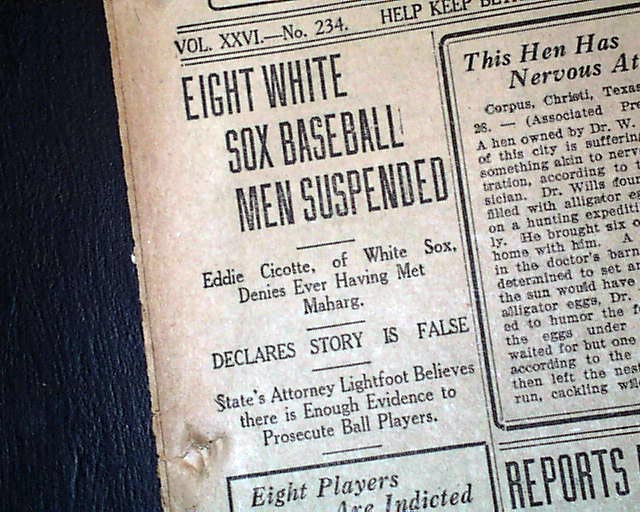 VOL. XXVI.—No. 234.
HELP KEEP
EIGHT WHITE
SOX BASEBALL
MEN SUSPENDED
Eddie Cicotte, of White Sox,
Denies Ever Having Met
Maharg.
DECLARES STORY IS FALSE
State's Attorney Lightfoot Believes
there is Enough Evidence to
Prosecute Ball Players.
Eight Players
Are Indicted
This Hen Has
Nervous At
Corpus, Christi, Texas
28. — (Associated Pre
A hen owned by Dr. W.
of this city is sufferin
something akin to nerv
tration, according to
sician. Dr. Wills four
filled with alligator eg
on a hunting expediti
ly. He brought six
home with him. A
in the doctor's barn
determined to set an
the sun would have
alligator eggs, Dr.
ed to humor the
the eggs under
waited for but one
according to the
then left the nest
run, cackling wil
REPORTS